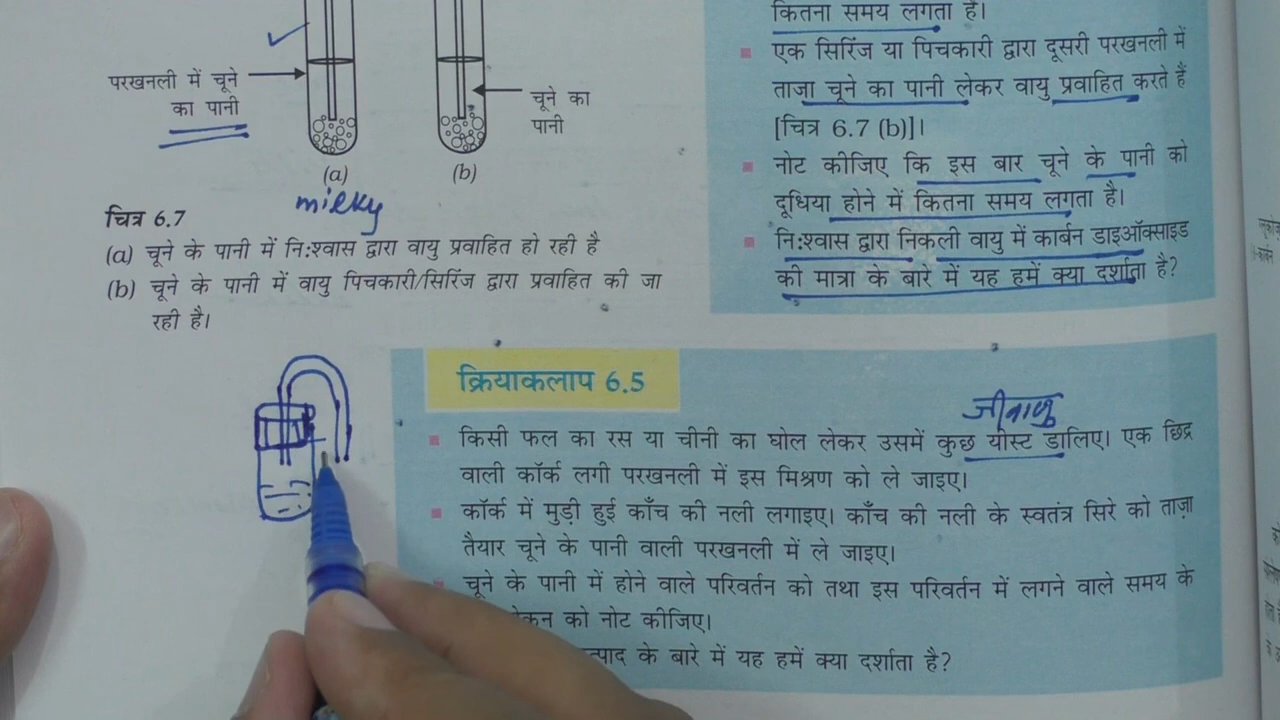 परखनली में चूने
का पानी
चूने का
पानी
(a)
(b)
milky
चित्र 6.7
(a) चूने के पानी में नि:श्वास द्वारा वायु प्रवाहित हो रही है
(b) चूने के पानी में वायु पिचकारी/सिरिंज द्वारा प्रवाहित की जा
रही है।
कितना समय लगता है।
एक सिरिंज या पिचकारी द्वारा दूसरी परखनली में
ताजा चूने का पानी लेकर वायु प्रवाहित करते हैं
[चित्र 6.7 (b)]।
नोट कीजिए कि इस बार चूने के पानी को
दूधिया होने में कितना समय लगता है।
नि:श्वास द्वारा निकली वायु में कार्बन डाइऑक्साइड
की मात्रा के बारे में यह हमें क्या दर्शाता है?
क्रियाकलाप 6.5
जीवाणु
किसी फल का रस या चीनी का घोल लेकर उसमें कुछ यीस्ट डालिए। एक छिद्र
वाली कॉर्क लगी परखनली में इस मिश्रण को ले जाइए।
कॉर्क में मुड़ी हुई काँच की नली लगाइए। काँच की नली के स्वतंत्र सिरे को ताज़ा
तैयार चूने के पानी वाली परखनली में ले जाइए।
चूने के पानी में होने वाले परिवर्तन को तथा इस परिवर्तन में लगने वाले समय के
को नोट कीजिए।
के बारे में यह हमें क्या दर्शाता है?